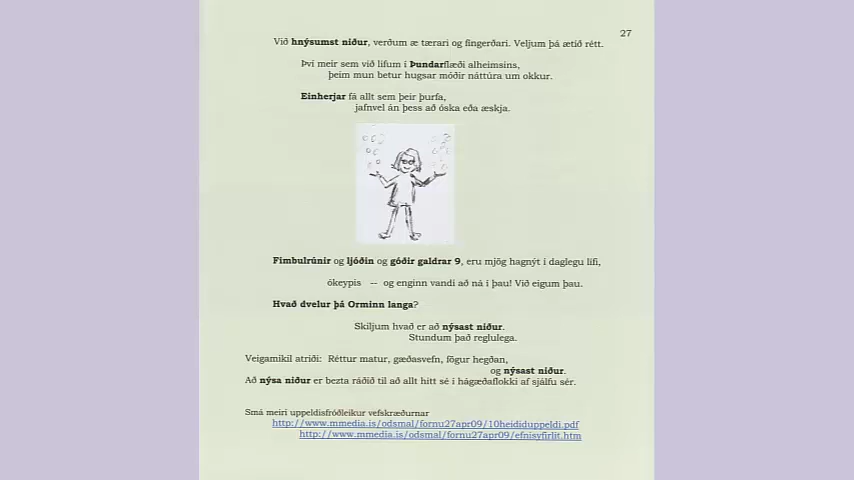 27
Við hnýsumst niður, verðum æ tærari og fingerðari. Veljum þá ætíð rétt.
Því meir sem við lifum í Þundarflæði alheimsins,
þeim mun betur hugsar móðir náttúra um okkur.
Einherjar fá allt sem þeir þurfa,
jafnvel án þess að óska eða æskja.
Fimbulrúnir og ljóðin og góðir galdrar 9, eru mjög hagnýt í daglegu lífi,
ókeypis -- og enginn vandi að ná í þau! Við eigum þau.
Hvað dvelur þá Orminn langa?
Skiljum hvað er að nýsast niður.
Stundum það reglulega.
Veigamikil atriði: Réttur matur, gæðasvefn, fögur hegðan,
og nýsast niður.
Að nýsa niður er bezta ráðið til að allt hitt sé í hágæðaflokki af sjálfu sér.
Smá meiri uppeldisfróðleikur vefskræðurnar
http://www.mmedia.is/odsmal/fornu27apr09/10heididuppeldi.pdf
http://www.mmedia.is/odsmal/fornu27apr09/efnisyfirlit.htm